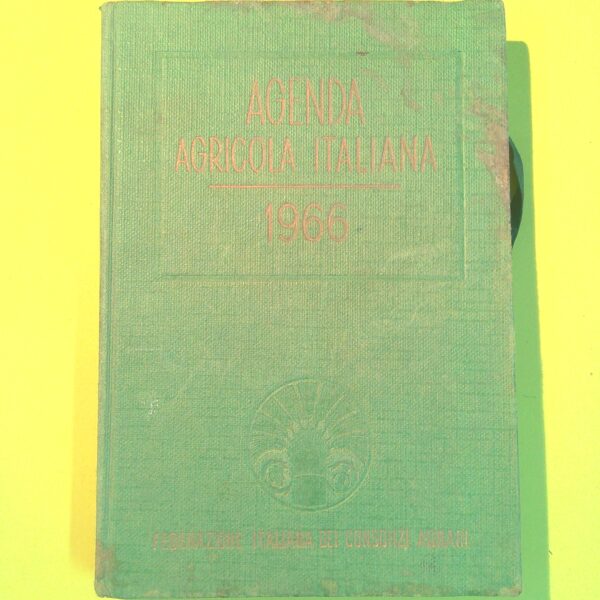 AGENDA
AGRICOLA ITALIANA
1966
FEDERAZIONE ITALIANA DEI CONSORZI AGRARI